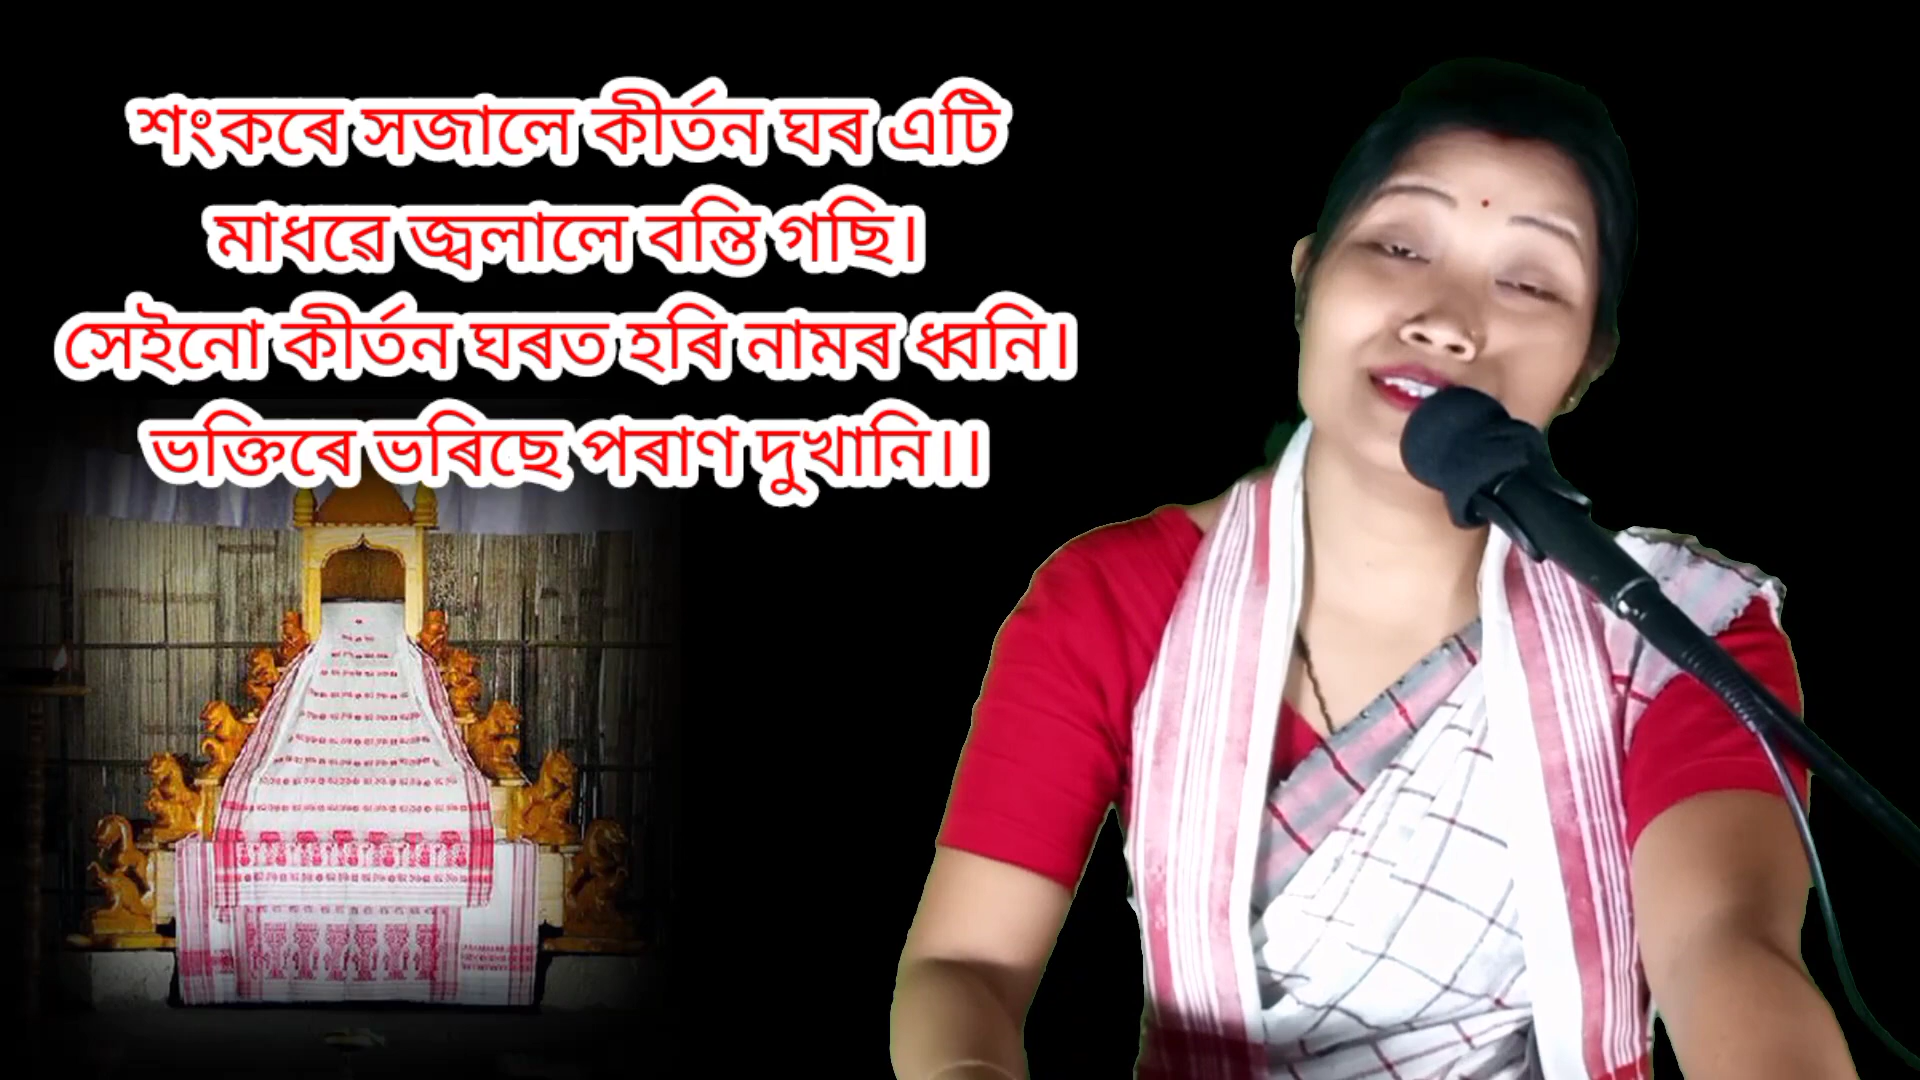 শংকৰে সজালে কীৰ্তন ঘৰ এটি
মাধৱে জ্বলালে বন্তি গছি।
সেইনো কীৰ্তন ঘৰত হৰি নামৰ ধ্বনি।
ভক্তিৰে ভৰিছে পৰাণ দুখানি।।